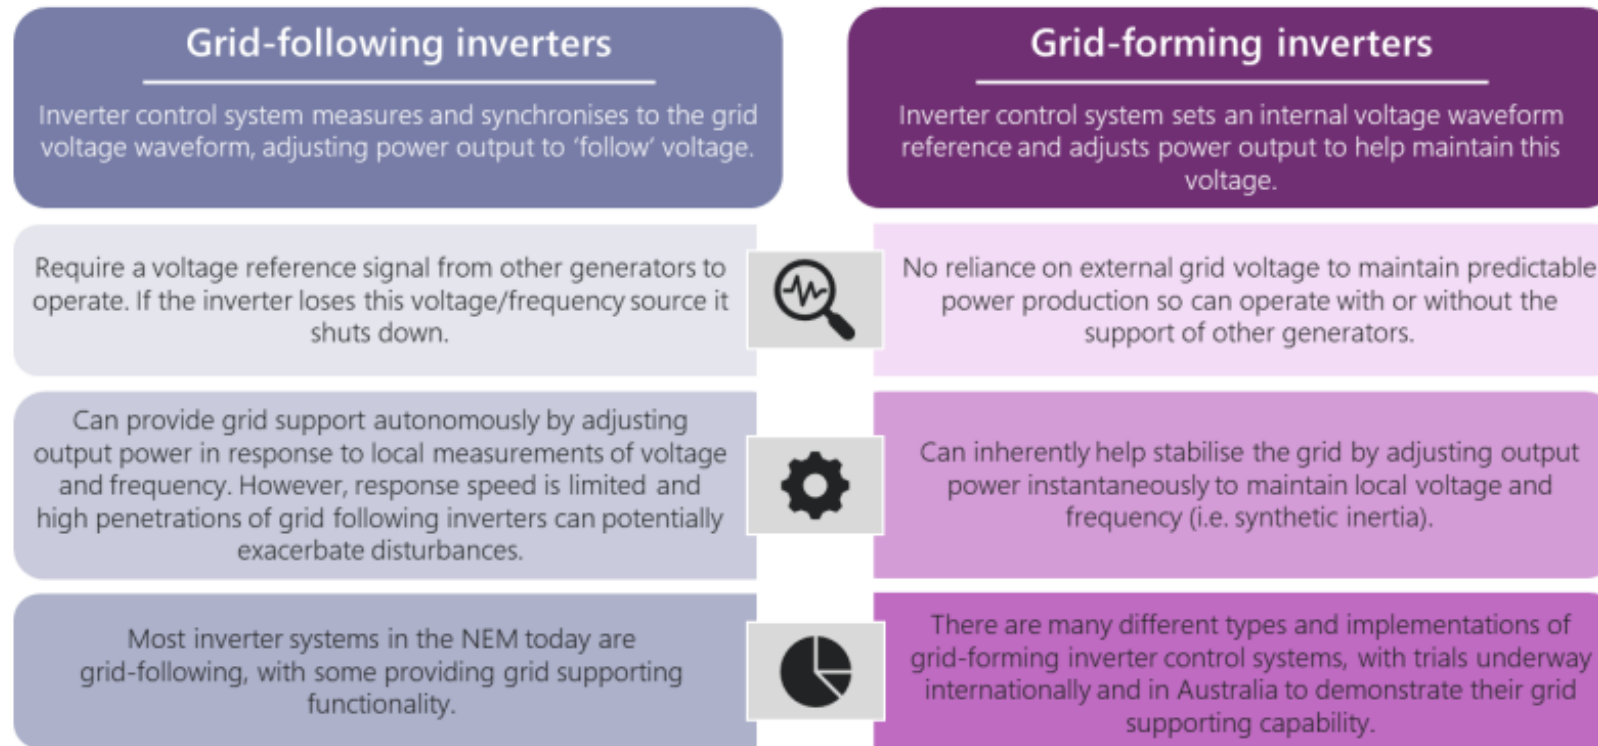 Grid-following inverters
Inverter control system measures and synchronises to the grid
voltage waveform, adjusting power output to ‘follow’ voltage.
Grid-forming inverters
Inverter control system sets an internal voltage waveform
reference and adjusts power output to help maintain this
voltage.
Require a voltage reference signal from other generators to
operate. If the inverter loses this voltage/frequency source it
shuts down.
No reliance on external grid voltage to maintain predictable
power production so can operate with or without the
support of other generators.
Can provide grid support autonomously by adjusting
output power in response to local measurements of voltage
and frequency. However, response speed is limited and
high penetrations of grid following inverters can potentially
exacerbate disturbances.
Can inherently help stabilise the grid by adjusting output
power instantaneously to maintain local voltage and
frequency (i.e. synthetic inertia).
Most inverter systems in the NEM today are
grid-following, with some providing grid supporting
functionality.
There are many different types and implementations of
grid-forming inverter control systems, with trials underway
internationally and in Australia to demonstrate their grid
supporting capability.